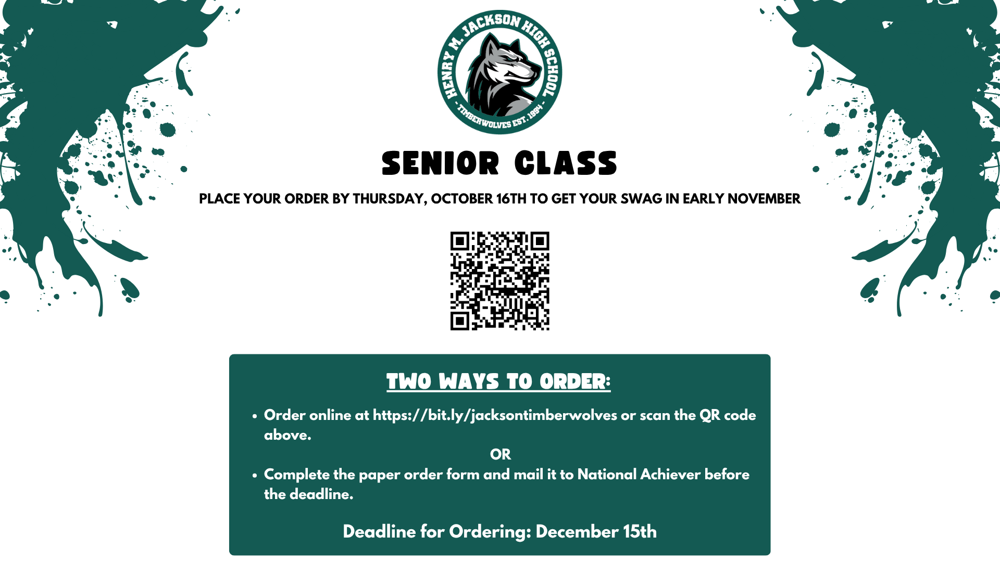 HENRY M. JACKSON HIGH SCHOOL
- TIMBERWOLVES EST. 1994 -
SENIOR CLASS
PLACE YOUR ORDER BY THURSDAY, OCTOBER 16TH TO GET YOUR SWAG IN EARLY NOVEMBER
TWO WAYS TO ORDER:
• Order online at https://bit.ly/jacksontimberwolves or scan the QR code
above.
OR
• Complete the paper order form and mail it to National Achiever before
the deadline.
Deadline for Ordering: December 15th